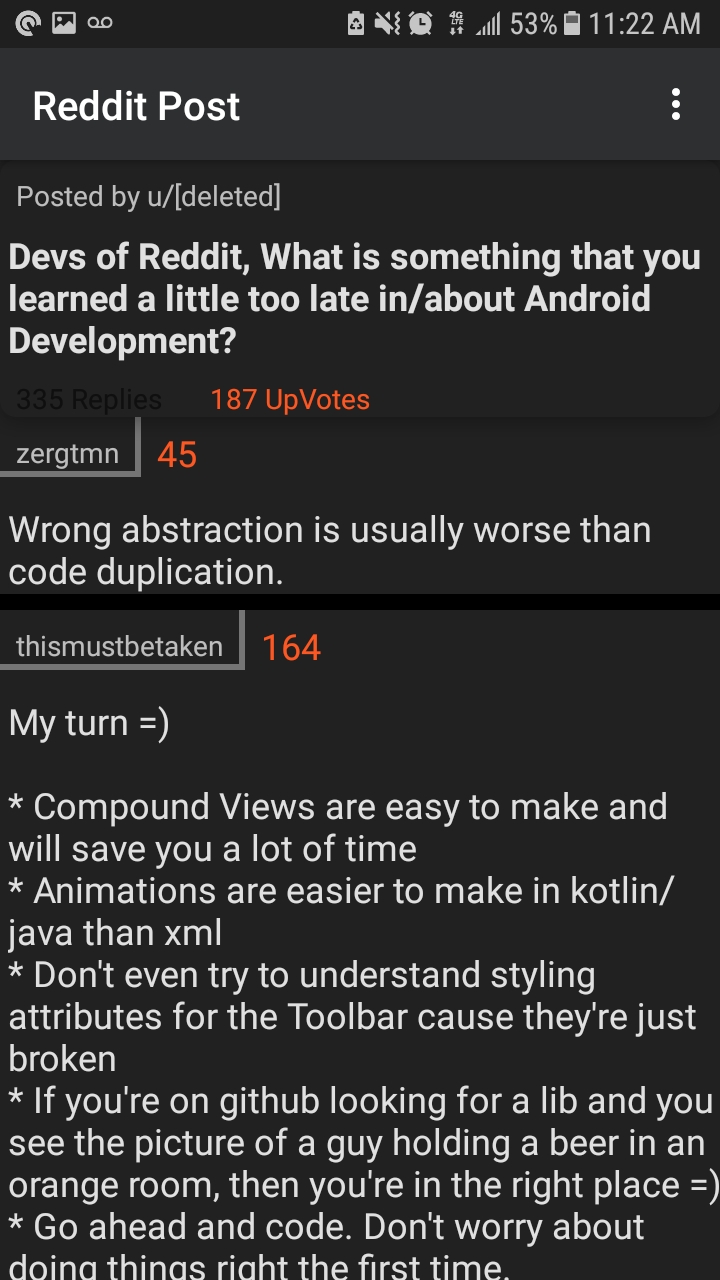 4G LTE 53% 11:22 AM
Reddit Post
Posted by u/[deleted]
Devs of Reddit, What is something that you
learned a little too late in/about Android
Development?
335 Replies 187 UpVotes
zergtmn 45
Wrong abstraction is usually worse than
code duplication.
thismustbetaken 164
My turn =)
* Compound Views are easy to make and
will save you a lot of time
* Animations are easier to make in kotlin/
java than xml
* Don't even try to understand styling
attributes for the Toolbar cause they're just
broken
* If you're on github looking for a lib and you
see the picture of a guy holding a beer in an
orange room, then you're in the right place =)
* Go ahead and code. Don't worry about
doing things right the first time.